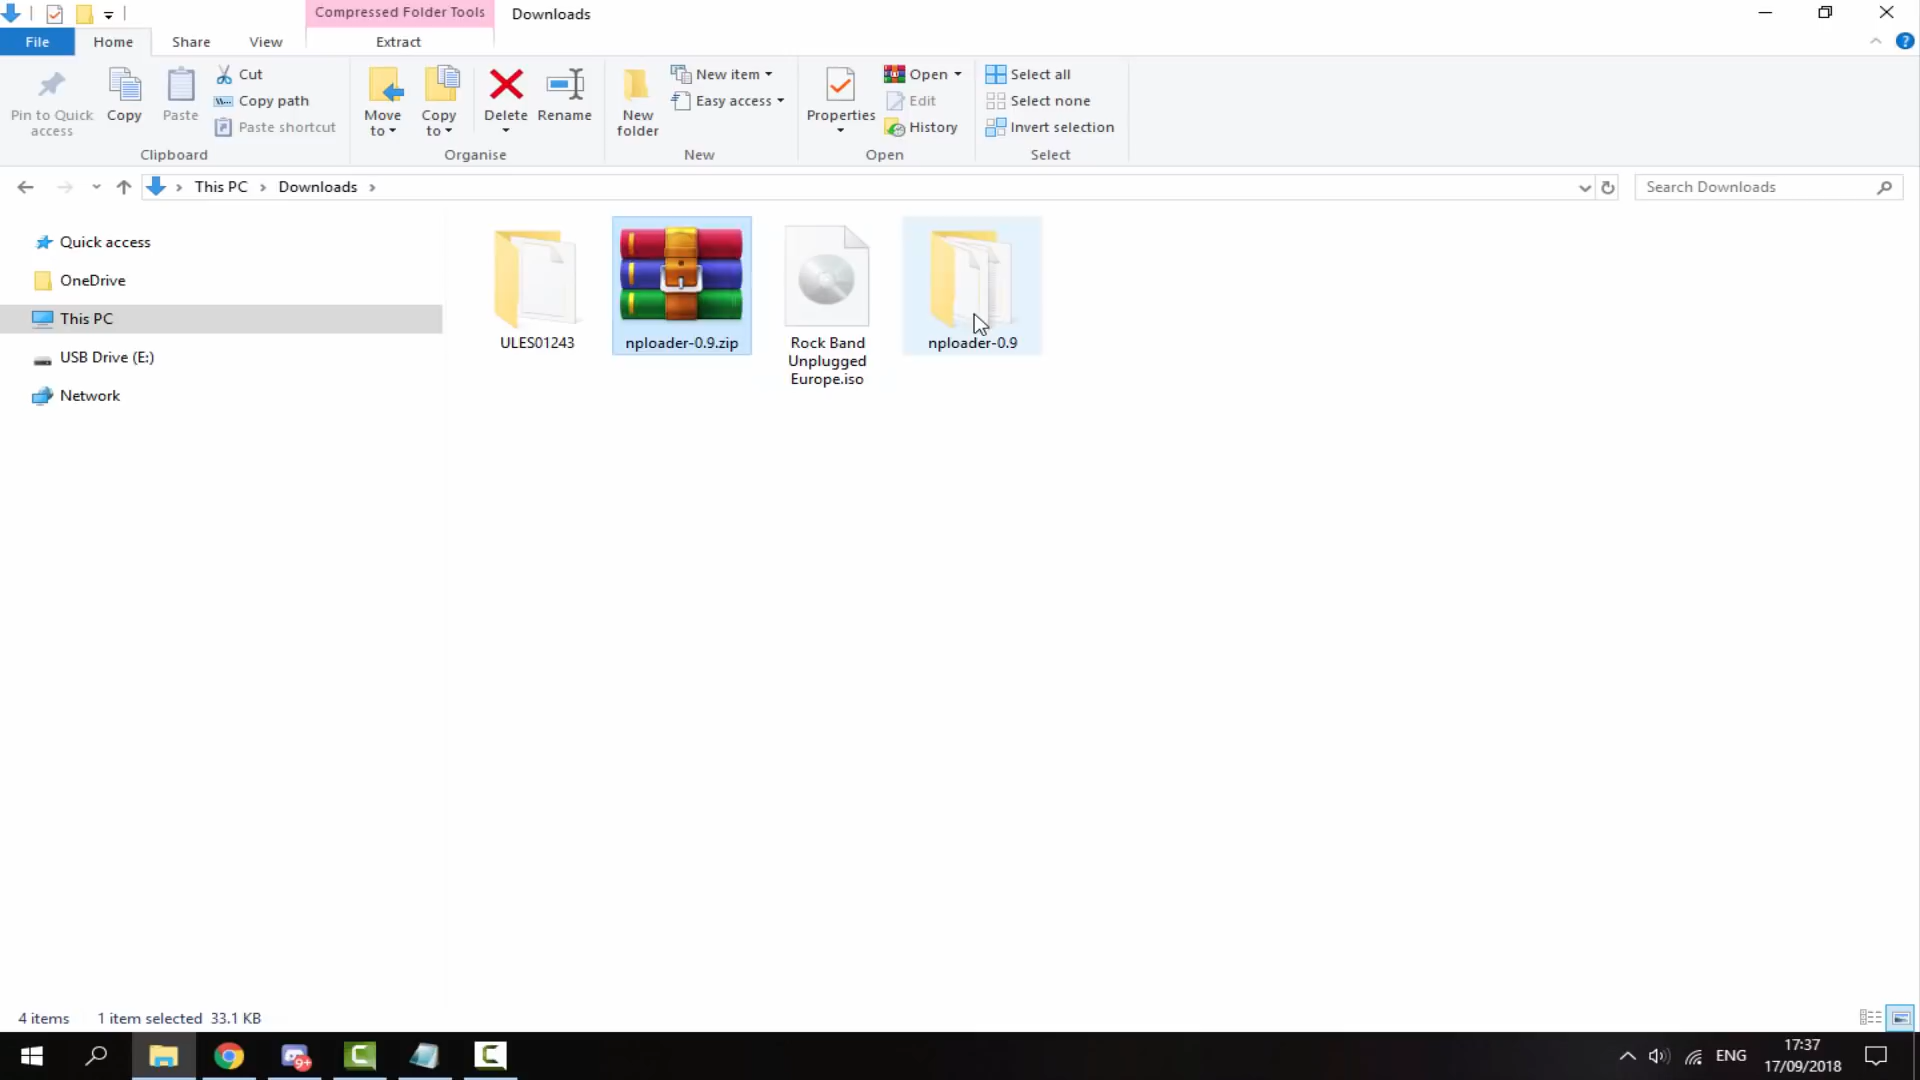 Compressed Folder Tools
Downloads
File
Home
Share
View
Extract
Pin to Quick access
Copy
Paste
Cut
Copy path
Paste shortcut
Clipboard
Move to
Copy to
Delete
Rename
Organise
New folder
New item
Easy access
New
Properties
Open
Edit
History
Open
Select all
Select none
Invert selection
Select
This PC
Downloads
Search Downloads
Quick access
OneDrive
This PC
USB Drive (E:)
Network
ULES01243
nploader-0.9.zip
Rock Band
Unplugged
Europe.iso
nploader-0.9
4 items
1 item selected 33.1 KB
9+
ENG
17:37
17/09/2018